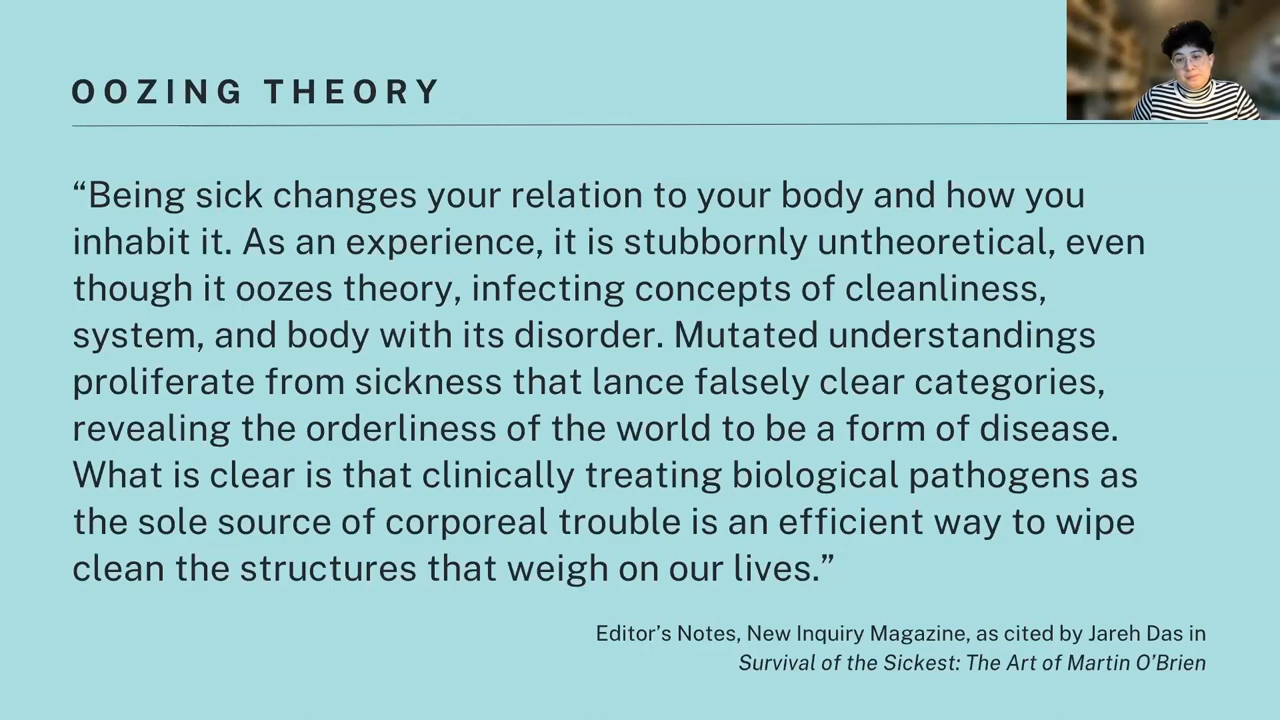 OOZING THEORY
“Being sick changes your relation to your body and how you
inhabit it. As an experience, it is stubbornly untheoretical, even
though it oozes theory, infecting concepts of cleanliness,
system, and body with its disorder. Mutated understandings
proliferate from sickness that lance falsely clear categories,
revealing the orderliness of the world to be a form of disease.
What is clear is that clinically treating biological pathogens as
the sole source of corporeal trouble is an efficient way to wipe
clean the structures that weigh on our lives.”
Editor’s Notes, New Inquiry Magazine, as cited by Jareh Das in
Survival of the Sickest: The Art of Martin O’Brien